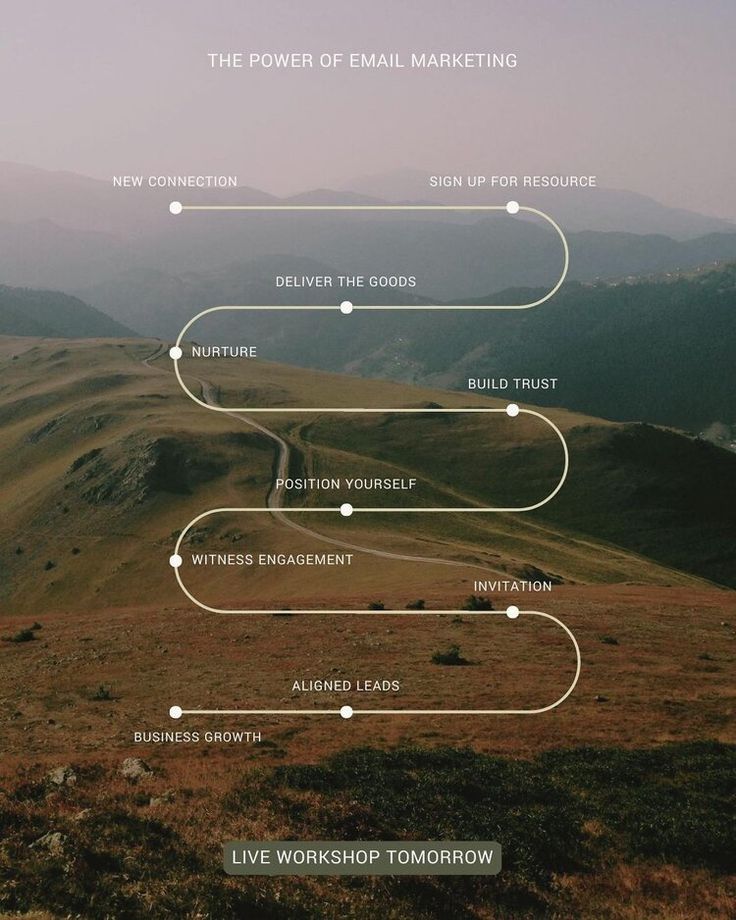 THE POWER OF EMAIL MARKETING
NEW CONNECTION
SIGN UP FOR RESOURCE
DELIVER THE GOODS
NURTURE
BUILD TRUST
POSITION YOURSELF
WITNESS ENGAGEMENT
INVITATION
ALIGNED LEADS
BUSINESS GROWTH
LIVE WORKSHOP TOMORROW